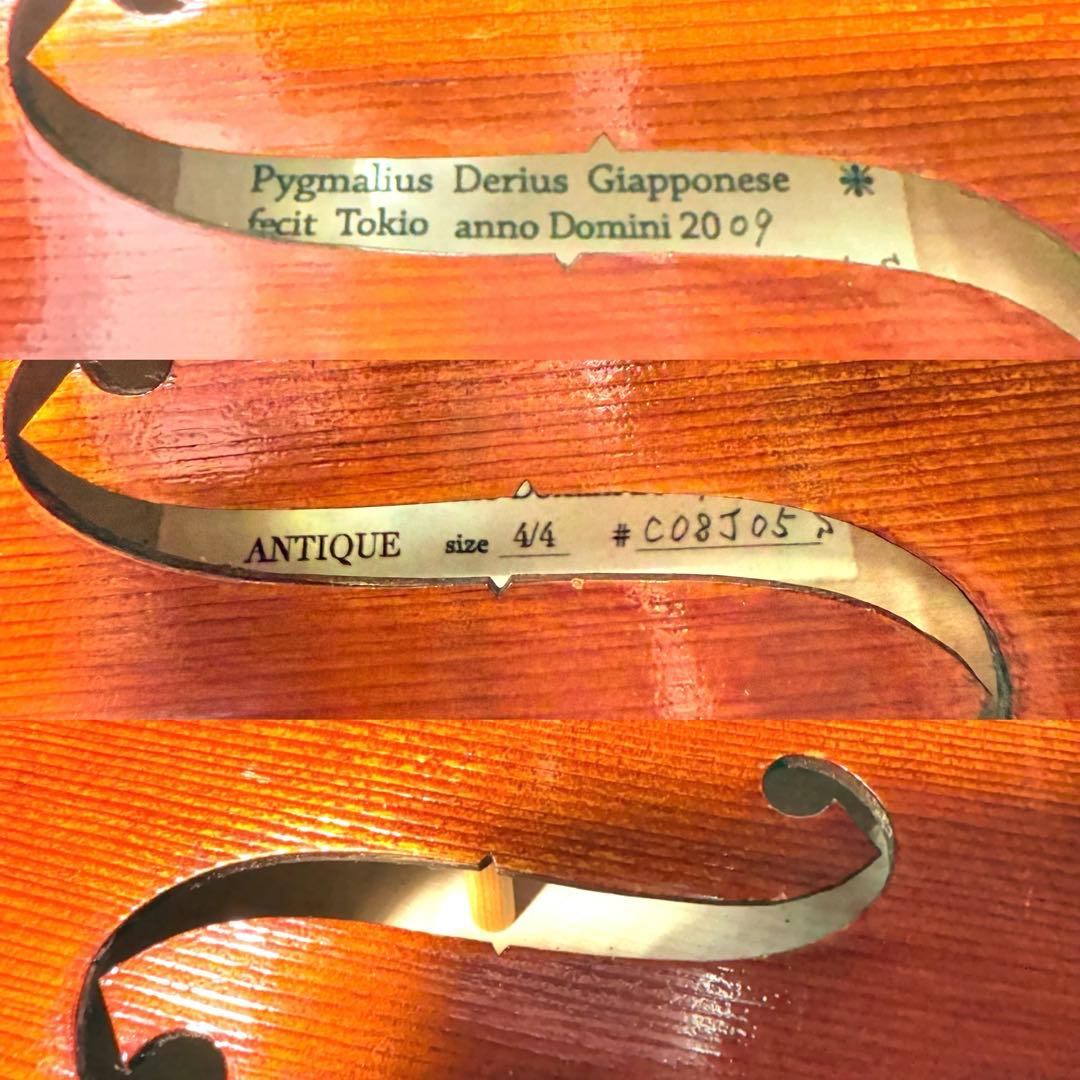 Pygmalius Derius Giapponese ＊
fecit Tokio anno Domini 2009
ANTIQUE size 4/4 # C08J05